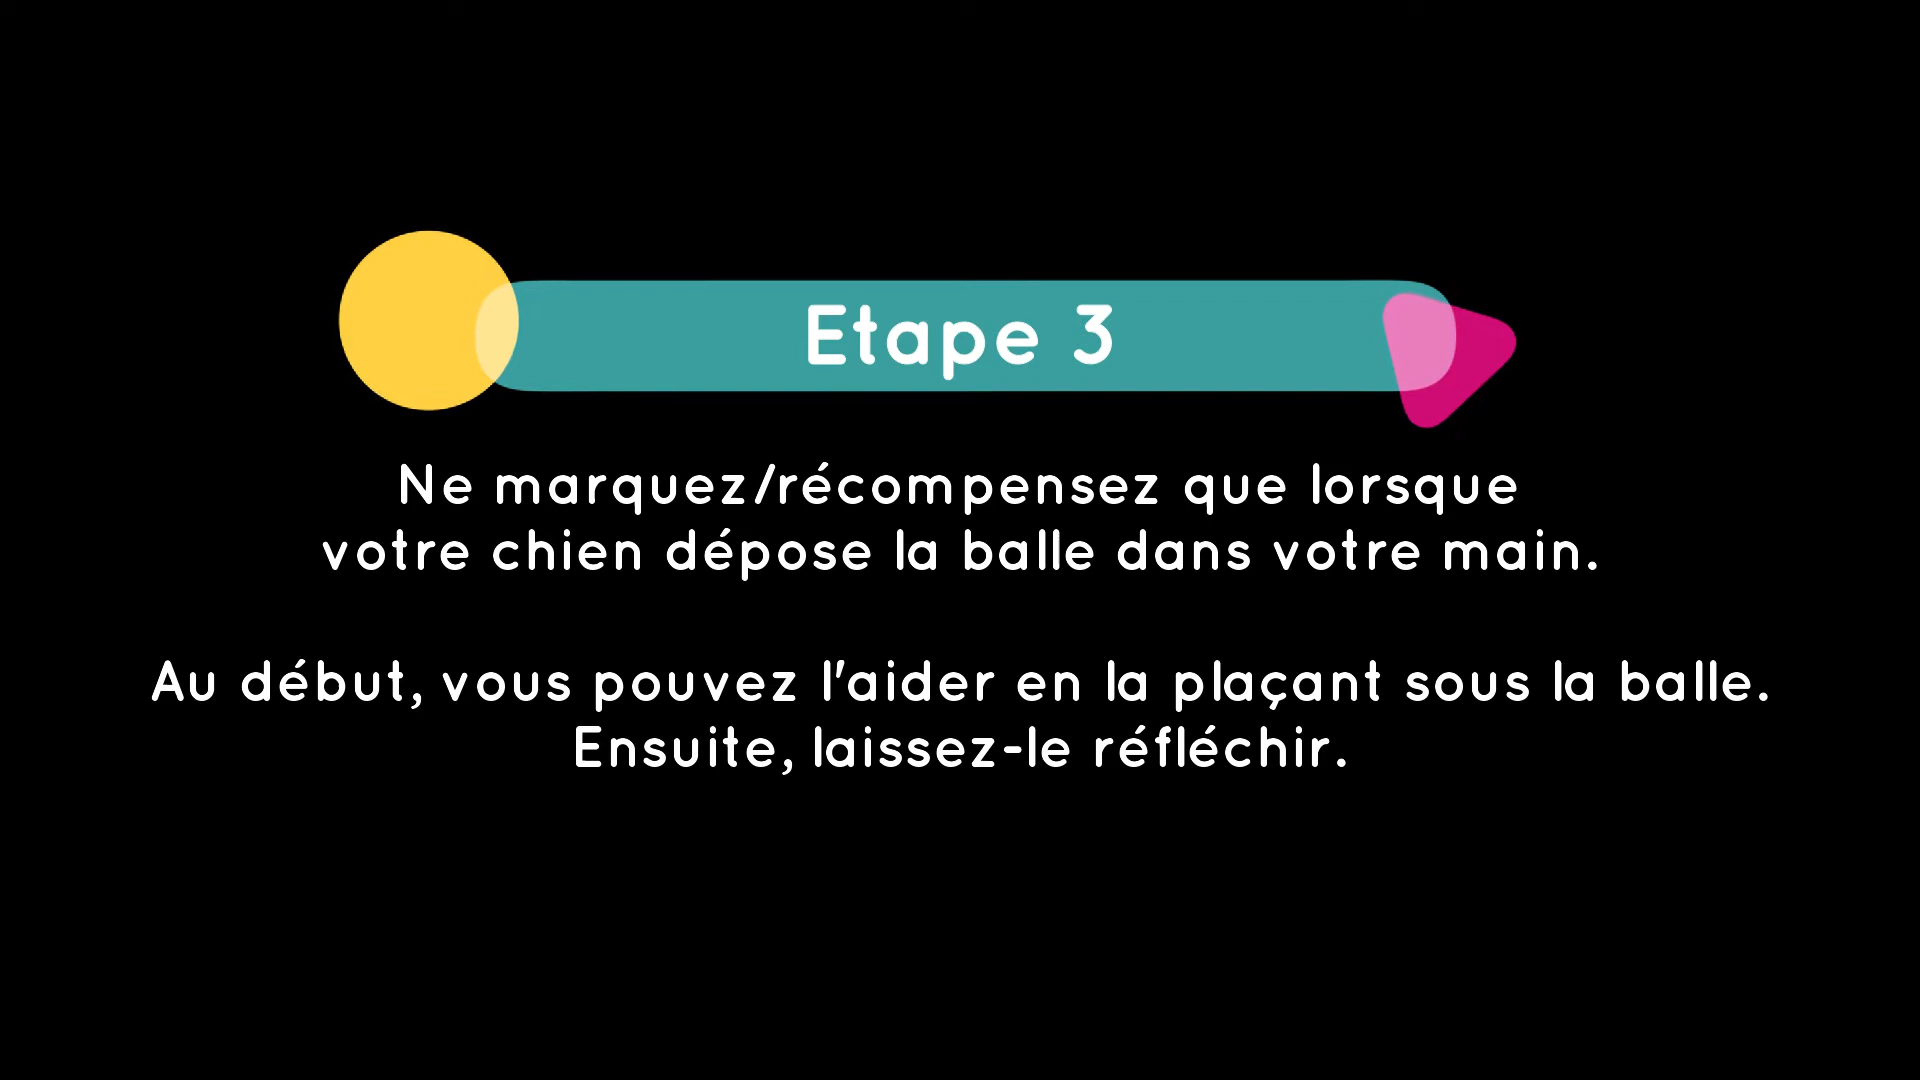 Etape 3
Ne marquez/récompensez que lorsque
votre chien dépose la balle dans votre main.
Au début, vous pouvez l'aider en la plaçant sous la balle.
Ensuite, laissez-le réfléchir.